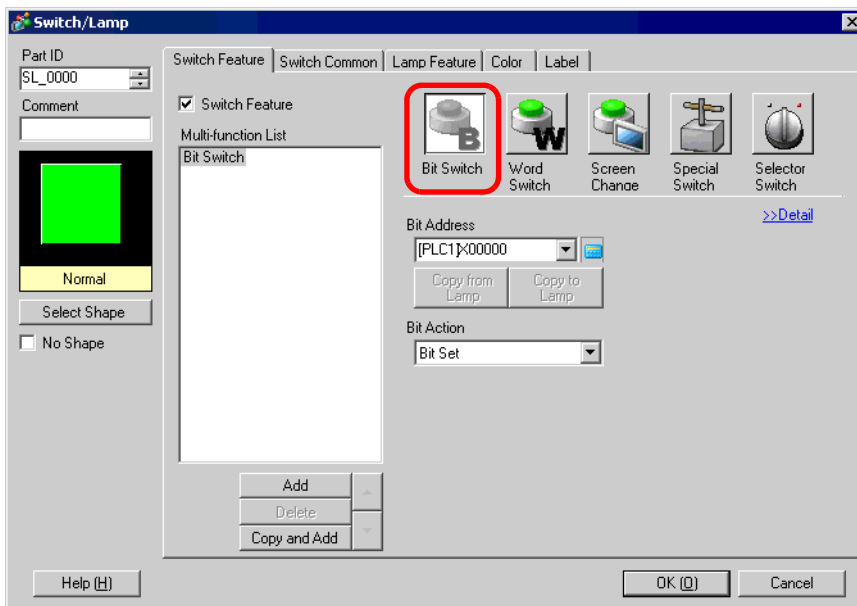 Switch/Lamp
Part ID
SL_0000
Comment
Normal
Select Shape
No Shape
Switch Feature
Switch Common
Lamp Feature
Color
Label
Switch Feature
Multi-function List
Bit Switch
Add
Delete
Copy and Add
B
Bit Switch
W
Word
Switch
Screen
Change
Special
Switch
Selector
Switch
>>Detail
Bit Address
[PLC1]X00000
Copy from
Lamp
Copy to
Lamp
Bit Action
Bit Set
Help (H)
OK (O)
Cancel